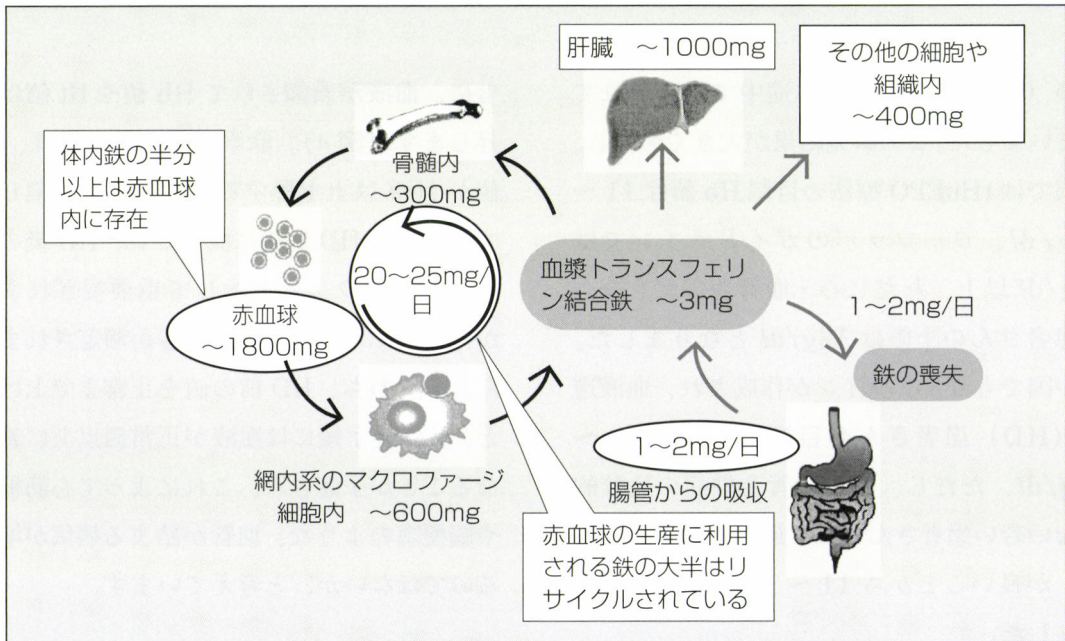 肝臓 ～1000mg
その他の細胞や
組織内
～400mg
体内鉄の半分
以上は赤血球
内に存在
骨髄内
～300mg
20～25mg/
日
血漿トランスフェリ
ン結合鉄
～3mg
1～2mg/日
鉄の喪失
赤血球
～1800mg
1～2mg/日
腸管からの吸収
網内系のマクロファージ
細胞内 ～600mg
赤血球の生産に利用
される鉄の大半はリ
サイクルされている